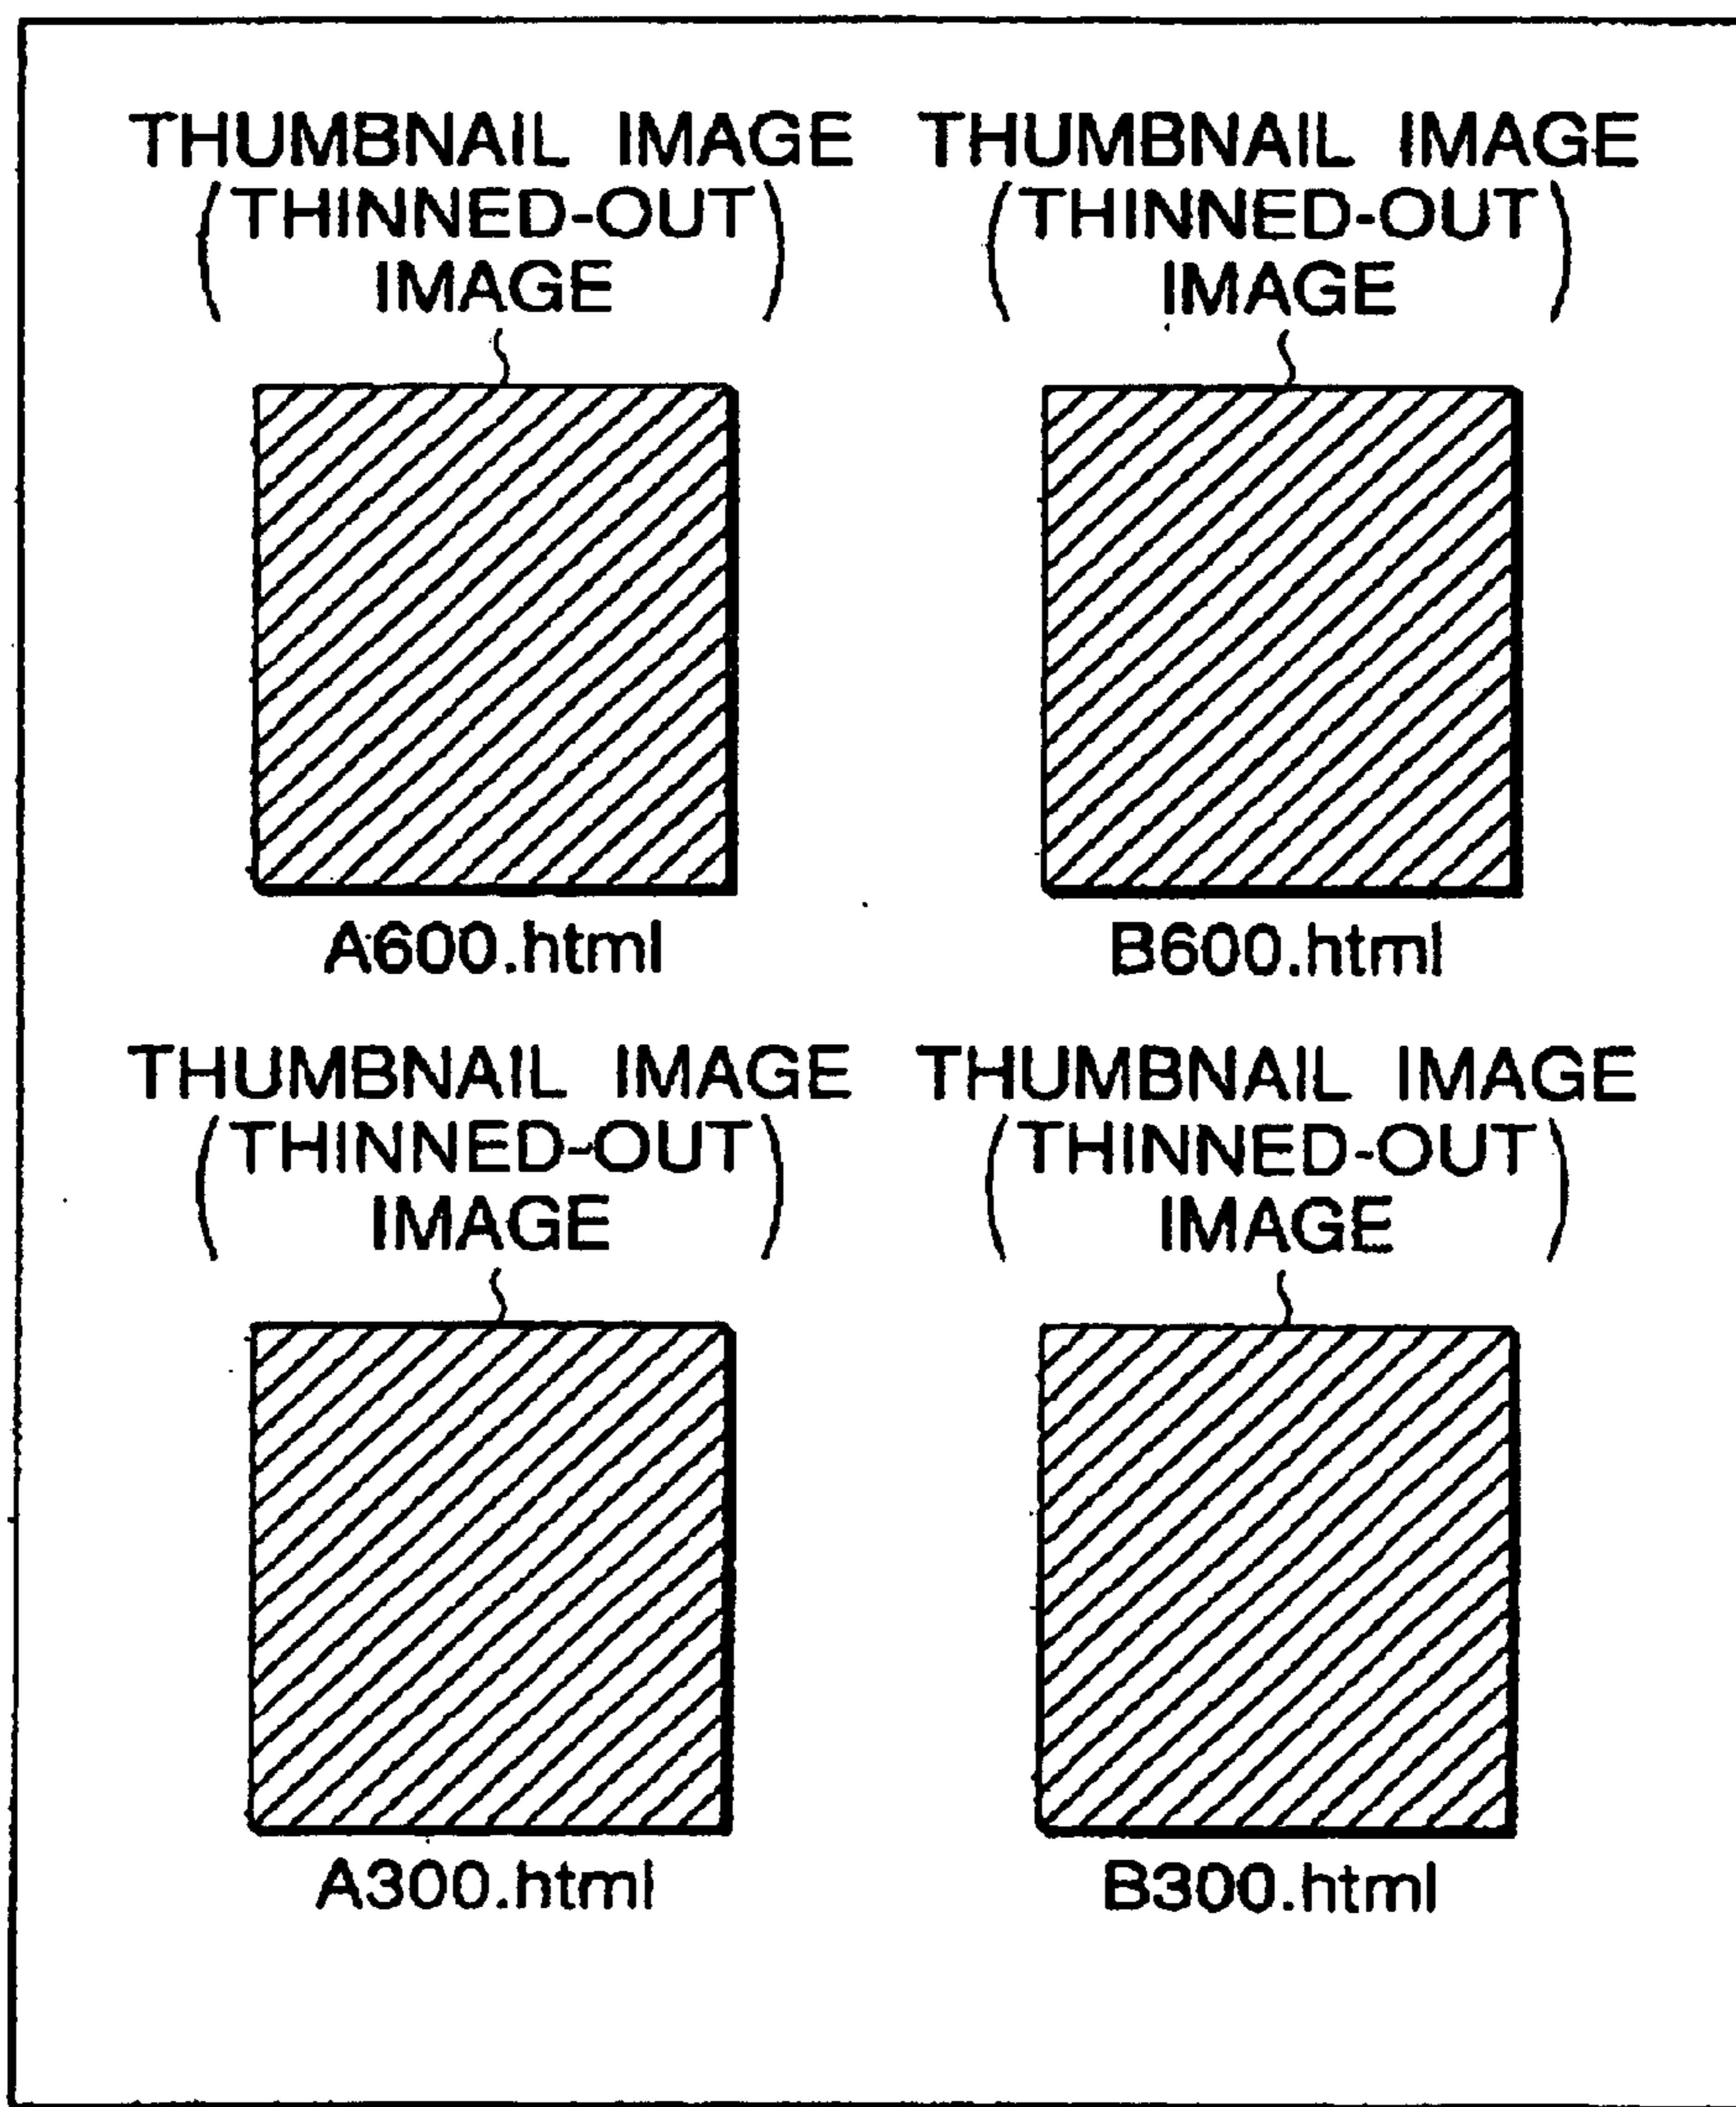 THUMBNAIL IMAGE
(THINNED-OUT
IMAGE)
A600.html
THUMBNAIL IMAGE
(THINNED-OUT
IMAGE)
B600.html
THUMBNAIL IMAGE
(THINNED-OUT
IMAGE)
A300.html
THUMBNAIL IMAGE
(THINNED-OUT
IMAGE)
B300.html